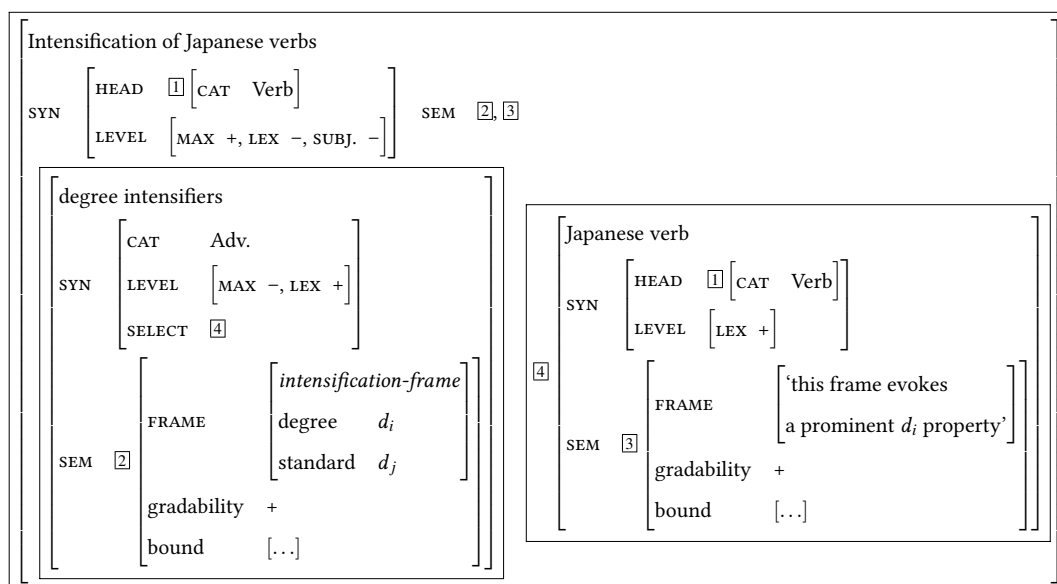 Intensification of Japanese verbs
SYN HEAD 1 [CAT Verb]
LEVEL [MAX +, LEX –, SUBJ. –]
SEM 2, 3
degree intensifiers
SYN CAT Adv.
LEVEL [MAX –, LEX +]
SELECT 4
SEM 2 FRAME intensification-frame
degree d_i
standard d_j
gradability +
bound [...]
4 Japanese verb
SYN HEAD 1 [CAT Verb]
LEVEL [LEX +]
SEM 3 FRAME ‘this frame evokes
a prominent d_i property’
gradability +
bound [...]